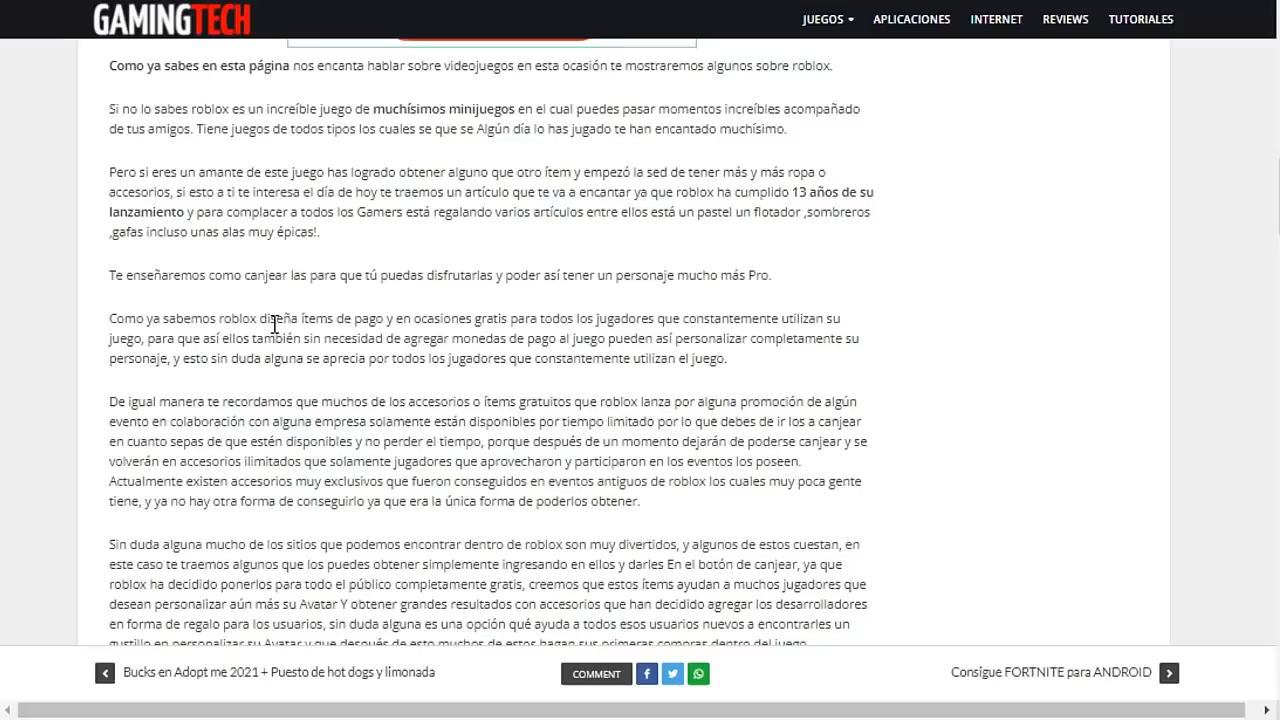 GAMINGTECH
JUEGOS APLICACIONES INTERNET REVIEWS TUTORIALES
Como ya sabes en esta página nos encanta hablar sobre videojuegos en esta ocasión te mostraremos algunos sobre roblox.
Si no lo sabes roblox es un increíble juego de muchísimos minijuegos en el cual puedes pasar momentos increíbles acompañado
de tus amigos. Tiene juegos de todos tipos los cuales se que se Algún día lo has jugado te han encantado muchísimo.
Pero si eres un amante de este juego has logrado obtener alguno que otro ítem y empezó la sed de tener más y más ropa o
accesorios, si esto a ti te interesa el día de hoy te traemos un artículo que te va a encantar ya que roblox ha cumplido 13 años de su
lanzamiento y para complacer a todos los Gamers está regalando varios artículos entre ellos está un pastel un flotador ,sombreros
,gafas incluso unas alas muy épicas!.
Te enseñaremos como canjear las para que tú puedas disfrutarlas y poder así tener un personaje mucho más Pro.
Como ya sabemos roblox diseña ítems de pago y en ocasiones gratis para todos los jugadores que constantemente utilizan su
juego, para que así ellos también sin necesidad de agregar monedas de pago al juego pueden así personalizar completamente su
personaje, y esto sin duda alguna se aprecia por todos los jugadores que constantemente utilizan el juego.
De igual manera te recordamos que muchos de los accesorios o ítems gratuitos que roblox lanza por alguna promoción de algún
evento en colaboración con alguna empresa solamente están disponibles por tiempo limitado por lo que debes de ir los a canjear
en cuanto sepas de que estén disponibles y no perder el tiempo, porque después de un momento dejarán de poderse canjear y se
volverán en accesorios ilimitados que solamente jugadores que aprovecharon y participaron en los eventos los poseen.
Actualmente existen accesorios muy exclusivos que fueron conseguidos en eventos antiguos de roblox los cuales muy poca gente
tiene, y ya no hay otra forma de conseguirlo ya que era la única forma de poderlos obtener.
Sin duda alguna mucho de los sitios que podemos encontrar dentro de roblox son muy divertidos, y algunos de estos cuestan, en
este caso te traemos algunos que los puedes obtener simplemente ingresando en ellos y darles En el botón de canjear, ya que
roblox ha decidido ponerlos para todo el público completamente gratis, creemos que estos ítems ayudan a muchos jugadores que
desean personalizar aún más su Avatar Y obtener grandes resultados con accesorios que han decidido agregar los desarrolladores
en forma de regalo para los usuarios, sin duda alguna es una opción qué ayuda a todos esos usuarios nuevos a encontrarles un
gustillo en personalizar su Avatar y que después de esto muchos de estos hagan sus primeras compras dentro del juego.
Bucks en Adopt me 2021 + Puesto de hot dogs y limonada COMMENT Consigue FORTNITE para ANDROID